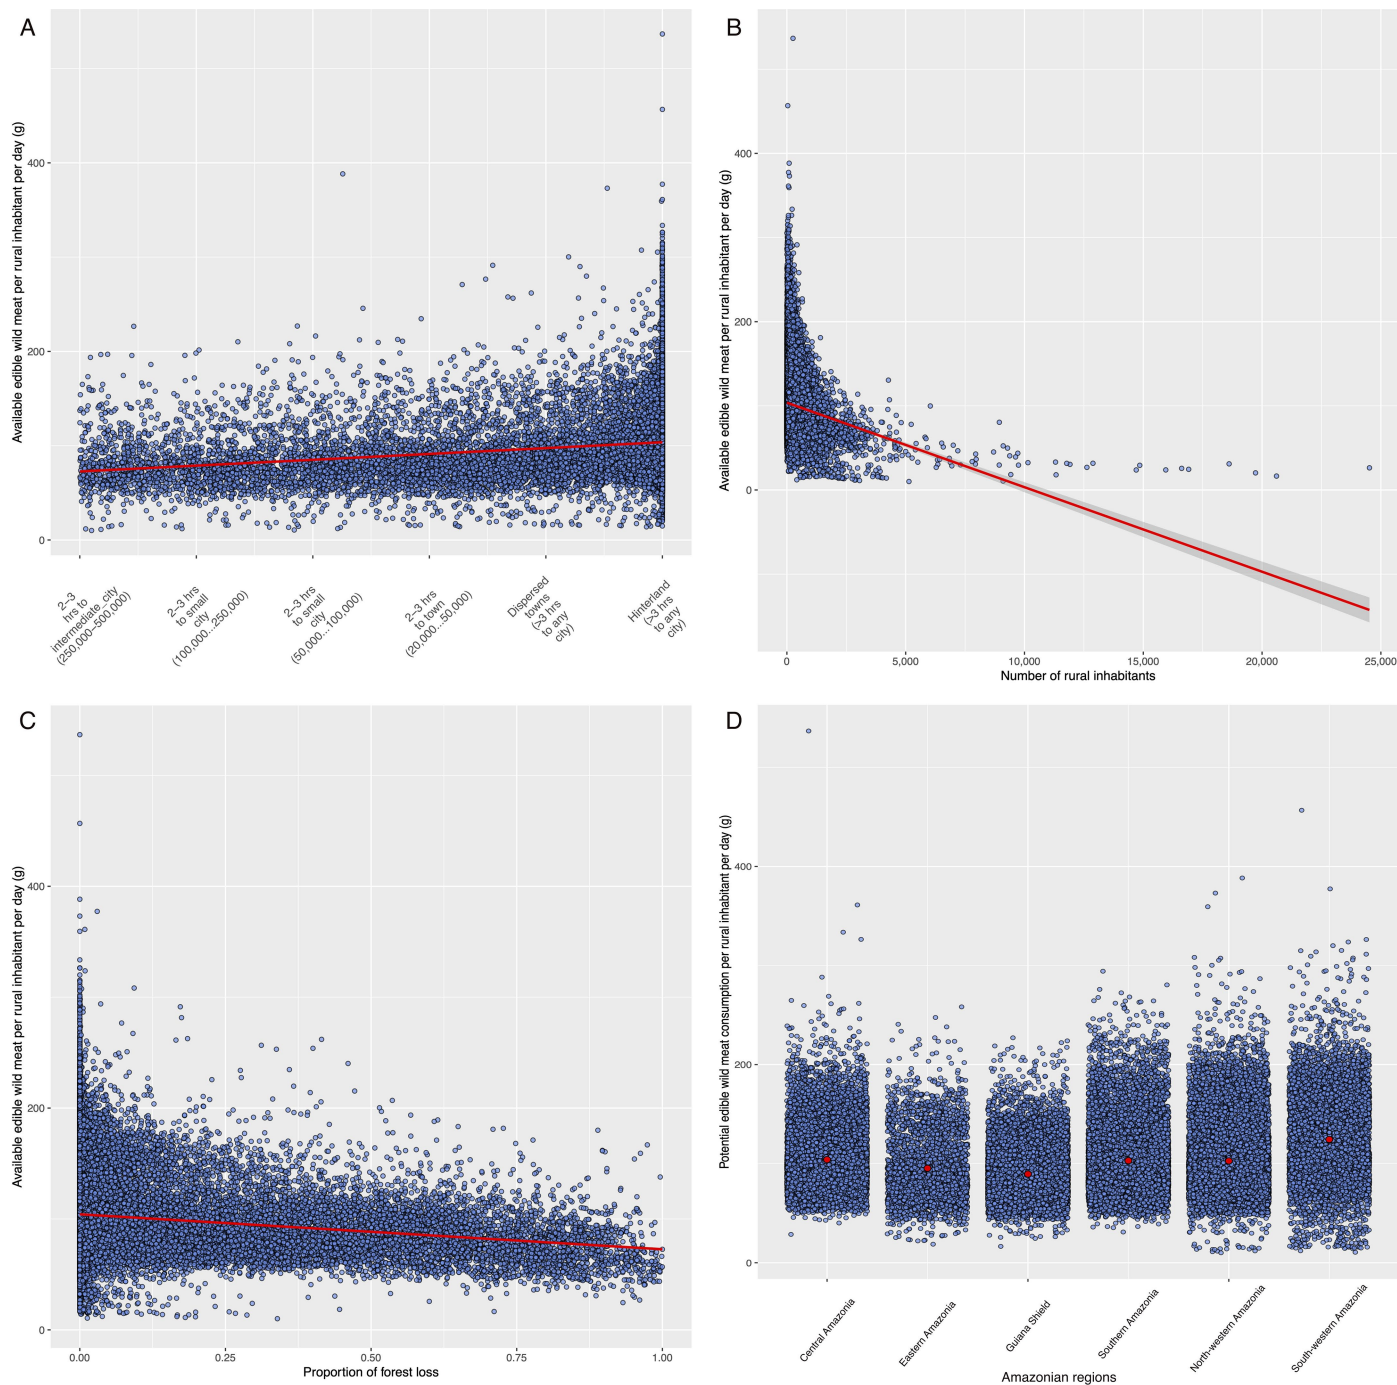 A
Available edible wild meat per rural inhabitant per day (g)
400
200
0
2–3
hrs to
intermediate_city
(250,000–500,000)
2–3 hrs
to small
city
(100,000...250,000)
2–3 hrs
to small
city
(50,000...100,000)
2–3 hrs
to town
(20,000...50,000)
Dispersed
towns
(>3 hrs
to any
city)
Hinterland
(>3 hrs
to any
city)
B
Available edible wild meat per rural inhabitant per day (g)
400
200
0
0
5,000
10,000
15,000
20,000
25,000
Number of rural inhabitants
C
Available edible wild meat per rural inhabitant per day (g)
400
200
0
0.00
0.25
0.50
0.75
1.00
Proportion of forest loss
D
Potential edible wild meat consumption per rural inhabitant per day (g)
400
200
0
Central Amazonia
Eastern Amazonia
Guiana Shield
Southern Amazonia
North-western Amazonia
South-western Amazonia
Amazonian regions